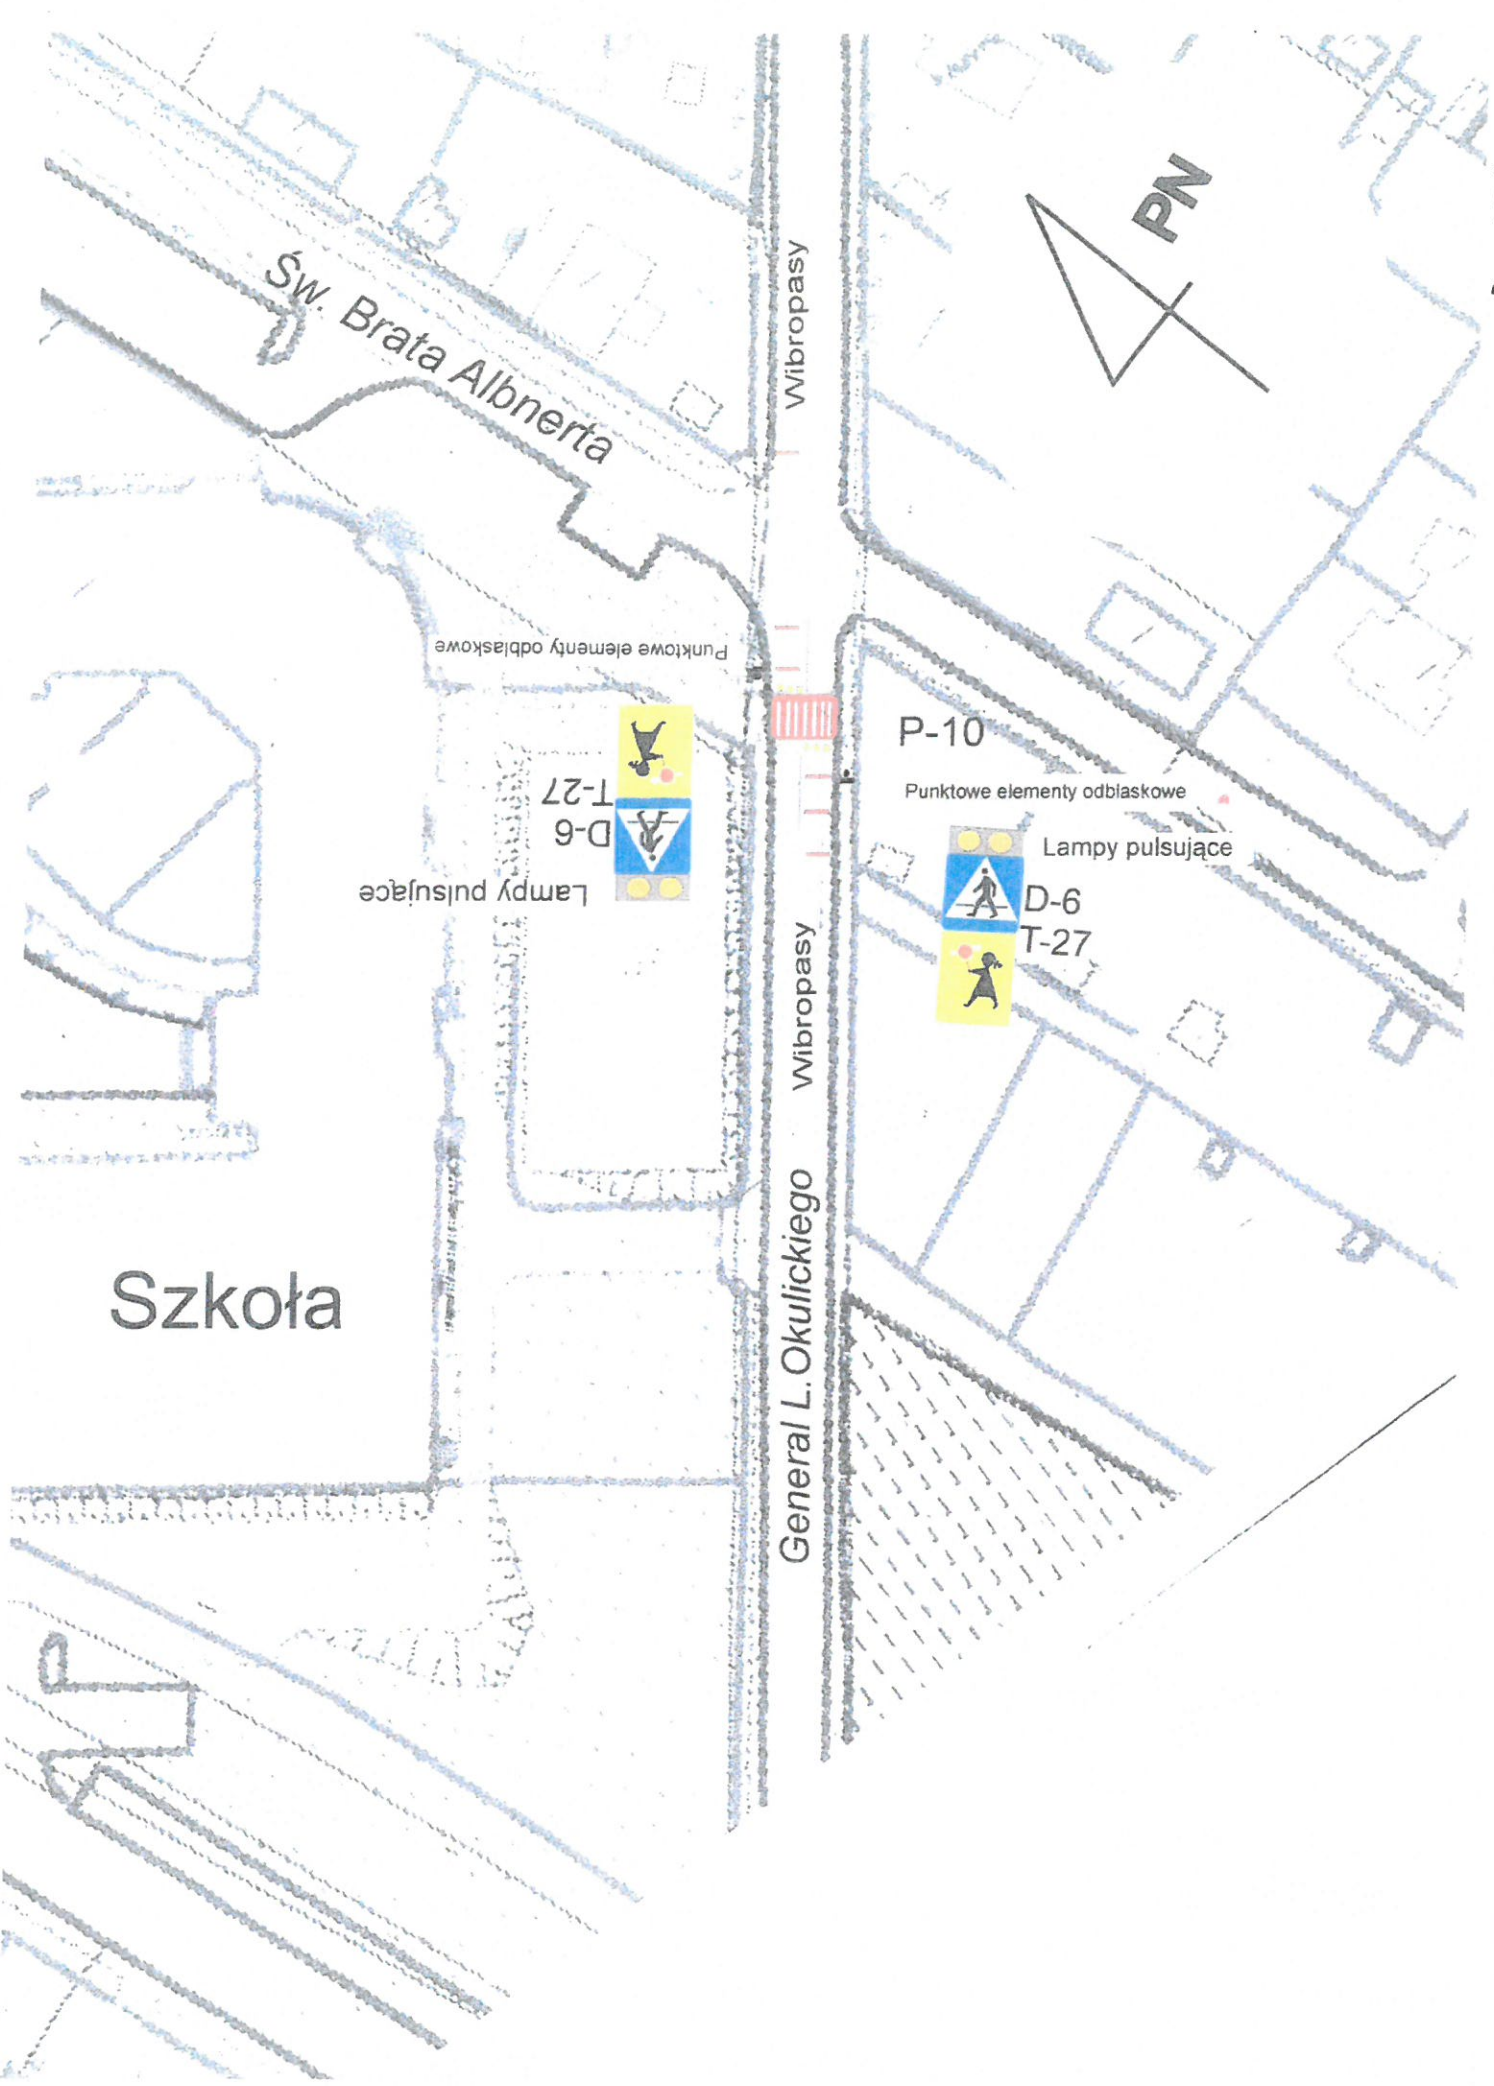 PN
Św. Brata Albnerta
Wibropasy
Punktowe elementy odblaskowe
P-10
T-27
D-6
Lampy pulsujące
Punktowe elementy odblaskowe
Lampy pulsujące
D-6
T-27
Wibropasy
General L. Okulickiego
Szkoła